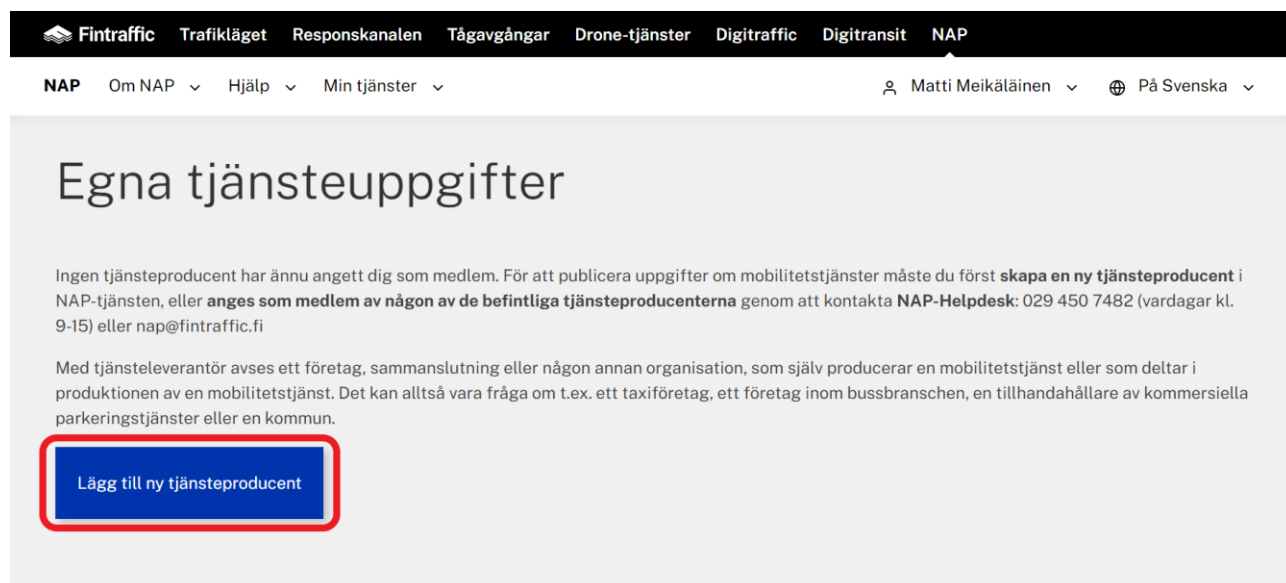 Fintraffic Trafikläget Responskanalen Tågavgångar Drone-tjänster Digitraffic Digitransit NAP
NAP Om NAP Hjälp Min tjänster Matti Meikäläinen På Svenska
Egna tjänsteuppgifter
Ingen tjänsteproducent har ännu angett dig som medlem. För att publicera uppgifter om mobilitetstjänster måste du först skapa en ny tjänsteproducent i
NAP-tjänsten, eller anges som medlem av någon av de befintliga tjänsteproducenterna genom att kontakta NAP-Helpdesk: 029 450 7482 (vardagar kl.
9-15) eller nap@fintraffic.fi
Med tjänsteleverantör avses ett företag, sammanslutning eller någon annan organisation, som själv producerar en mobilitetstjänst eller som deltar i
produktionen av en mobilitetstjänst. Det kan alltså vara fråga om t.ex. ett taxiföretag, ett företag inom bussbranschen, en tillhandahållare av kommersiella
parkeringstjänster eller en kommun.
Lägg till ny tjänsteproducent